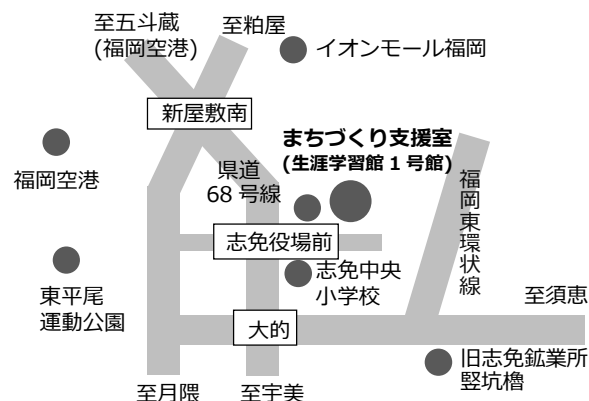 至五斗蔵
(福岡空港)
至粕屋
イオンモール福岡
新屋敷南
まちづくり支援室
(生涯学習館 1 号館)
福岡空港
県道
68 号線
福岡東環状線
志免役場前
志免中央
小学校
東平尾
運動公園
至須恵
大的
旧志免鉱業所
竪坑櫓
至月隈
至宇美